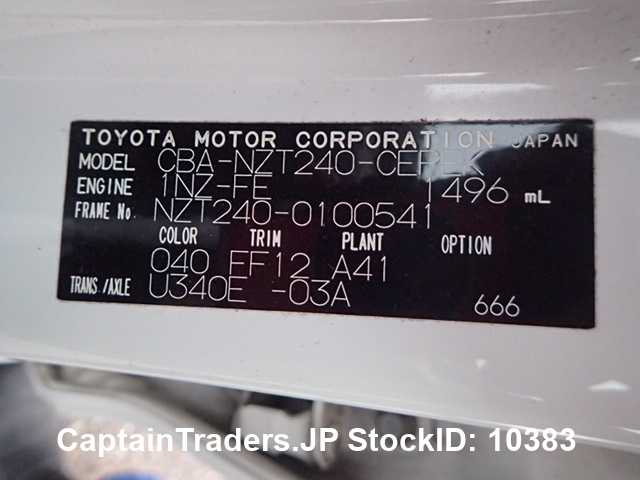 TOYOTA MOTOR CORPORATION JAPAN
MODEL CBA-NZT240-CEPEK
ENGINE 1NZ-FE 1496 mL
FRAME No. NZT240-0100541
COLOR TRIM PLANT OPTION
040 FF12 A41
TRANS./AXLE U340E -03A
666
CaptainTraders.JP StockID: 10383